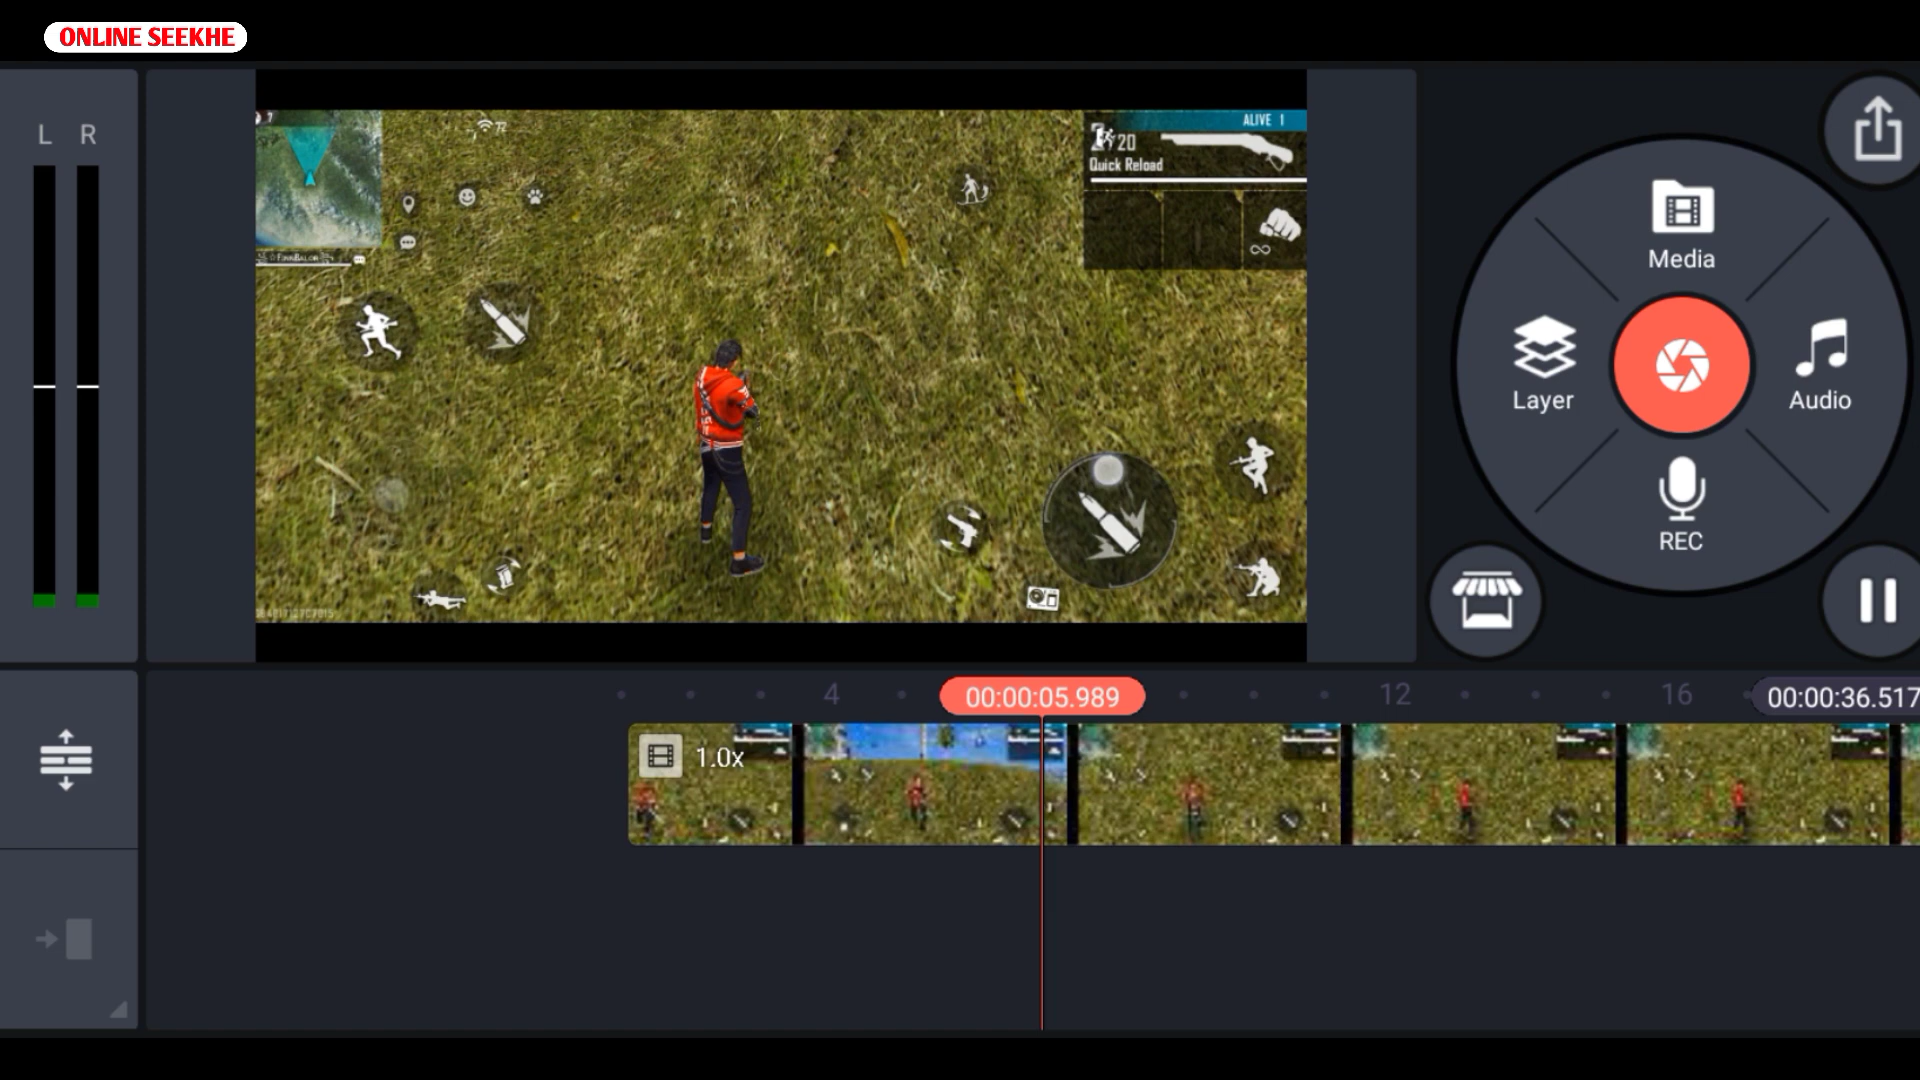 ONLINE SEEKHE
L R
72
ALIVE 1
/20
Quick Reload
Media
Layer
Audio
REC
4
00:00:05.989
12
16
00:00:36.517
1.0x